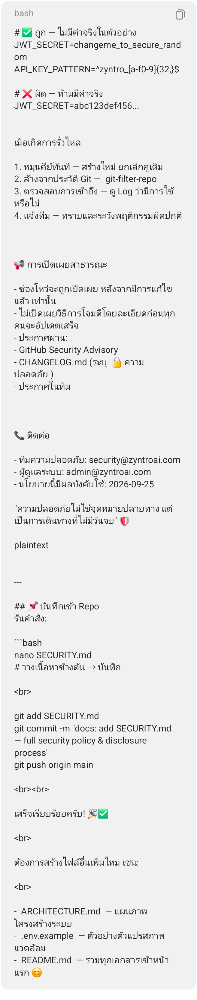 bash
# ✅ ถูก — ไม่มีค่าจริงในตัวอย่าง
JWT_SECRET=changeme_to_secure_rand
om
API_KEY_PATTERN=^zyntro_[a-f0-9]{32,}$
# ❌ ผิด — ห้ามมีค่าจริง
JWT_SECRET=abc123def456...
เมื่อเกิดการรั่วไหล
1. หมุนคีย์ทันที — สร้างใหม่ ยกเลิกคู่เดิม
2. ล้างจากประวัติ Git —  git-filter-repo
3. ตรวจสอบการเข้าถึง — ดู Log ว่ามีการใช้
หรือไม่
4. แจ้งทีม — ทราบและระวังพฤติกรรมผิดปกติ
📢 การเปิดเผยสาธารณะ
- ช่องโหว่จะถูกเปิดเผย หลังจากมีการแก้ไข
แล้ว เท่านั้น
- ไม่เปิดเผยวิธีการโจมตีโดยละเอียดก่อนทุก
คนจะอัปเดตเสร็จ
- ประกาศผ่าน:
- GitHub Security Advisory
- CHANGELOG.md (ระบุ  🔒 ความ
ปลอดภัย )
- ประกาศในทีม
📞 ติดต่อ
- ทีมความปลอดภัย: security@zyntroai.com
- ผู้ดูแลระบบ: admin@zyntroai.com
- นโยบายนี้มีผลบังคับใช้: 2026-09-25
"ความปลอดภัยไม่ใช่จุดหมายปลายทาง แต่
เป็นการเดินทางที่ไม่มีวันจบ" 🛡️
plaintext
---
## 📌 บันทึกเข้า Repo
รันคำสั่ง:
```bash
nano SECURITY.md
# วางเนื้อหาข้างต้น → บันทึก
<br>
git add SECURITY.md
git commit -m "docs: add SECURITY.md
— full security policy & disclosure
process"
git push origin main
<br><br>
เสร็จเรียบร้อยครับ! 🎉✅
<br>
ต้องการสร้างไฟล์อื่นเพิ่มไหม เช่น:
<br>
-  ARCHITECTURE.md  — แผนภาพ
โครงสร้างระบบ
-  .env.example  — ตัวอย่างตัวแปรสภาพ
แวดล้อม
-  README.md  — รวมทุกเอกสารเข้าหน้า
แรก 😊